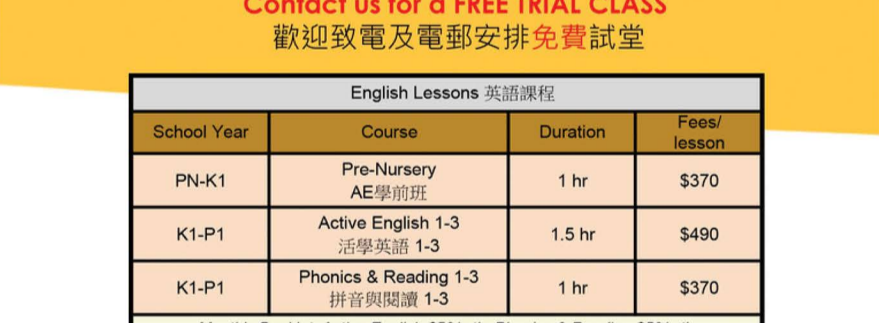 Contact us for a FREE TRIAL CLASS
歡迎致電及電郵安排免費試堂
English Lessons 英語課程
School Year Course Duration Fees/ lesson
PN-K1 Pre-Nursery AE學前班 1 hr $370
K1-P1 Active English 1-3 活學英語 1-3 1.5 hr $490
K1-P1 Phonics & Reading 1-3 拼音與閱讀 1-3 1 hr $370